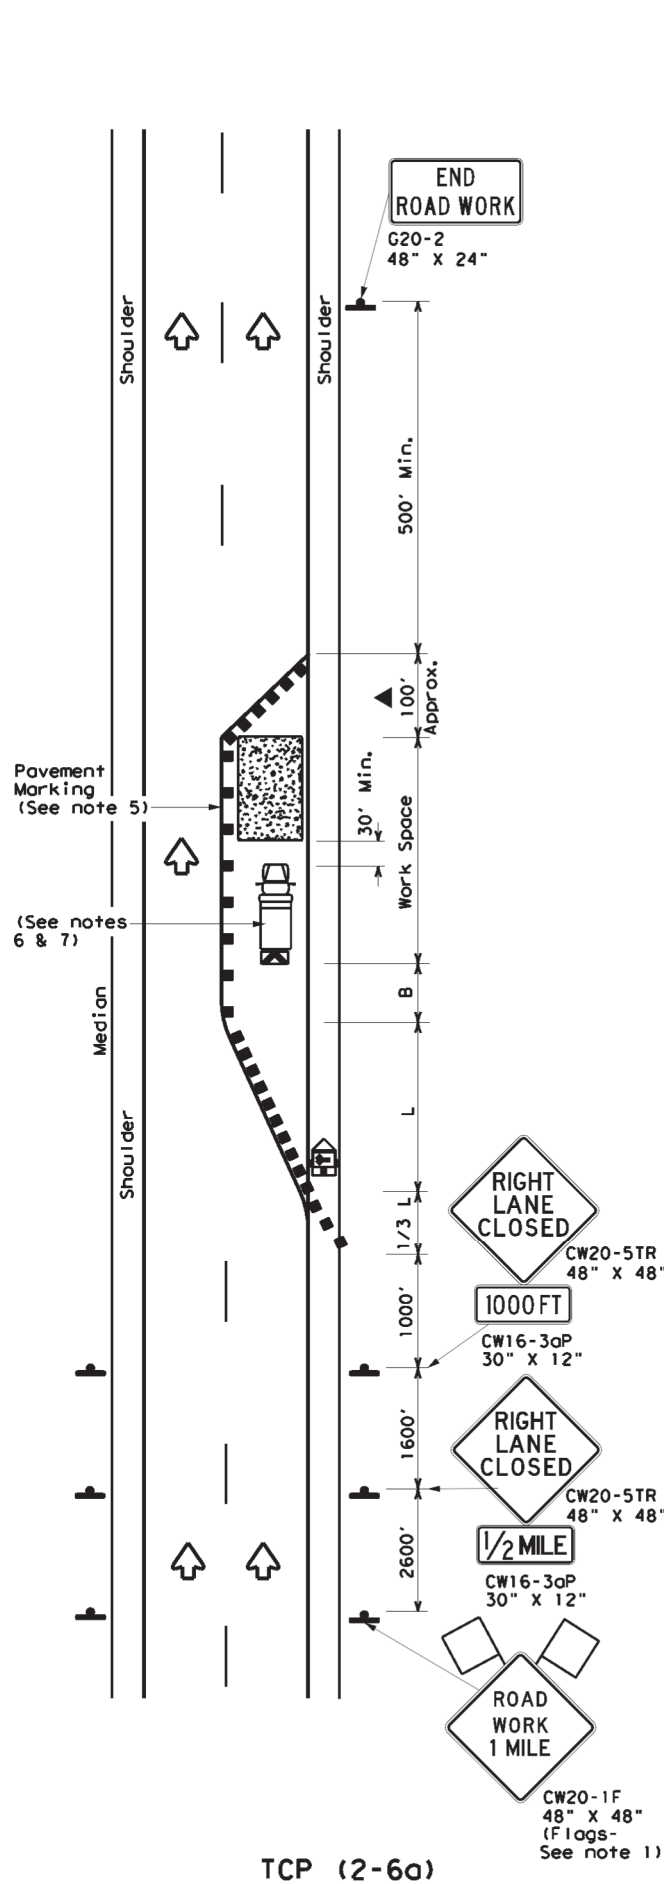 END
ROAD WORK
G20-2
48" X 24"
Shoulder
Shoulder
500' Min.
100'
Approx.
30' Min.
Work Space
Pavement
Marking
(See note 5)
(See notes
6 & 7)
B
Median
Shoulder
L
1/3 L
RIGHT
LANE
CLOSED
CW20-5TR
48" X 48"
1000 FT
CW16-3aP
30" X 12"
1000'
1600'
RIGHT
LANE
CLOSED
CW20-5TR
48" X 48"
1/2 MILE
CW16-3aP
30" X 12"
2600'
ROAD
WORK
1 MILE
CW20-1F
48" X 48"
(Flags-
See note 1)
TCP (2-6a)